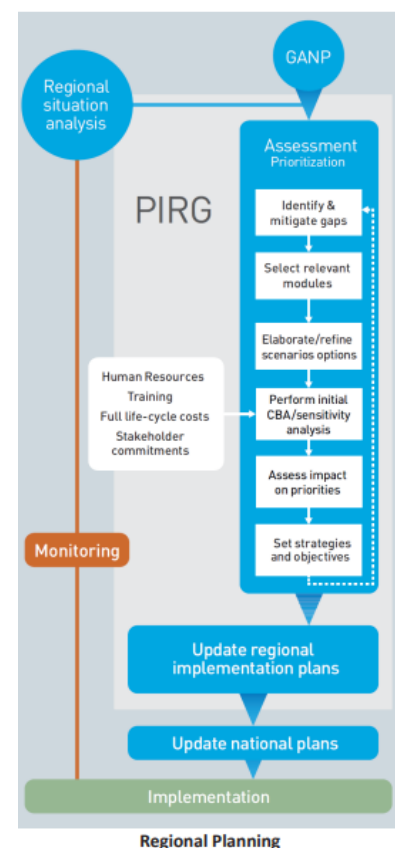 GANP
Regional
situation
analysis
Assessment
Prioritization
PIRG
Identify &
mitigate gaps
Select relevant
modules
Elaborate/refine
scenarios options
Human Resources
Training
Full life-cycle costs
Stakeholder
commitments
Perform initial
CBA/sensitivity
analysis
Assess impact
on priorities
Monitoring
Set strategies
and objectives
Update regional
implementation plans
Update national plans
Implementation
Regional Planning